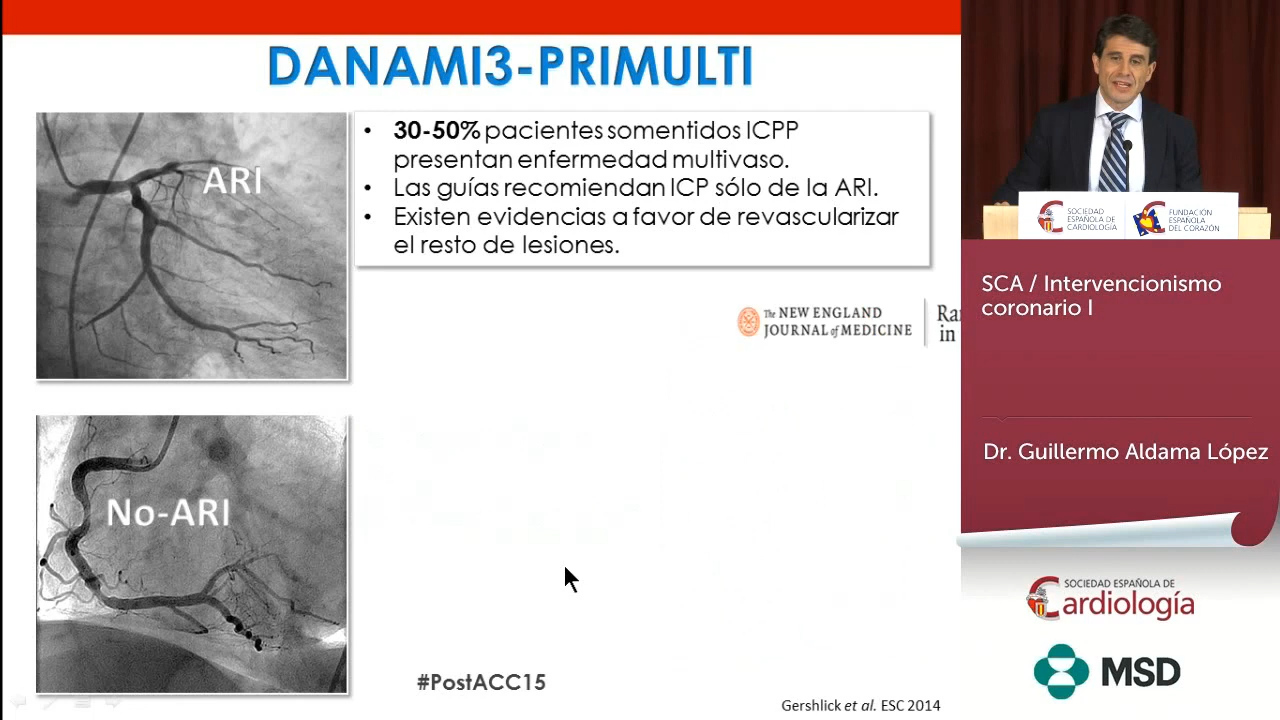 DANAMI3-PRIMULTI
ARI
• 30-50% pacientes somentidos ICPP
presentan enfermedad multivaso.
• Las guías recomiendan ICP sólo de la ARI.
• Existen evidencias a favor de revascularizar
el resto de lesiones.
The NEW ENGLAND
JOURNAL of MEDICINE
Ra
in
No-ARI
#PostACC15
Gershlick et al. ESC 2014
SOCIEDAD
ESPAÑOLA DE
CARDIOLOGÍA
FUNDACIÓN
ESPAÑOLA
DEL CORAZÓN
SCA / Intervencionismo
coronario I
Dr. Guillermo Aldama López
SOCIEDAD ESPAÑOLA DE
Cardiología
MSD